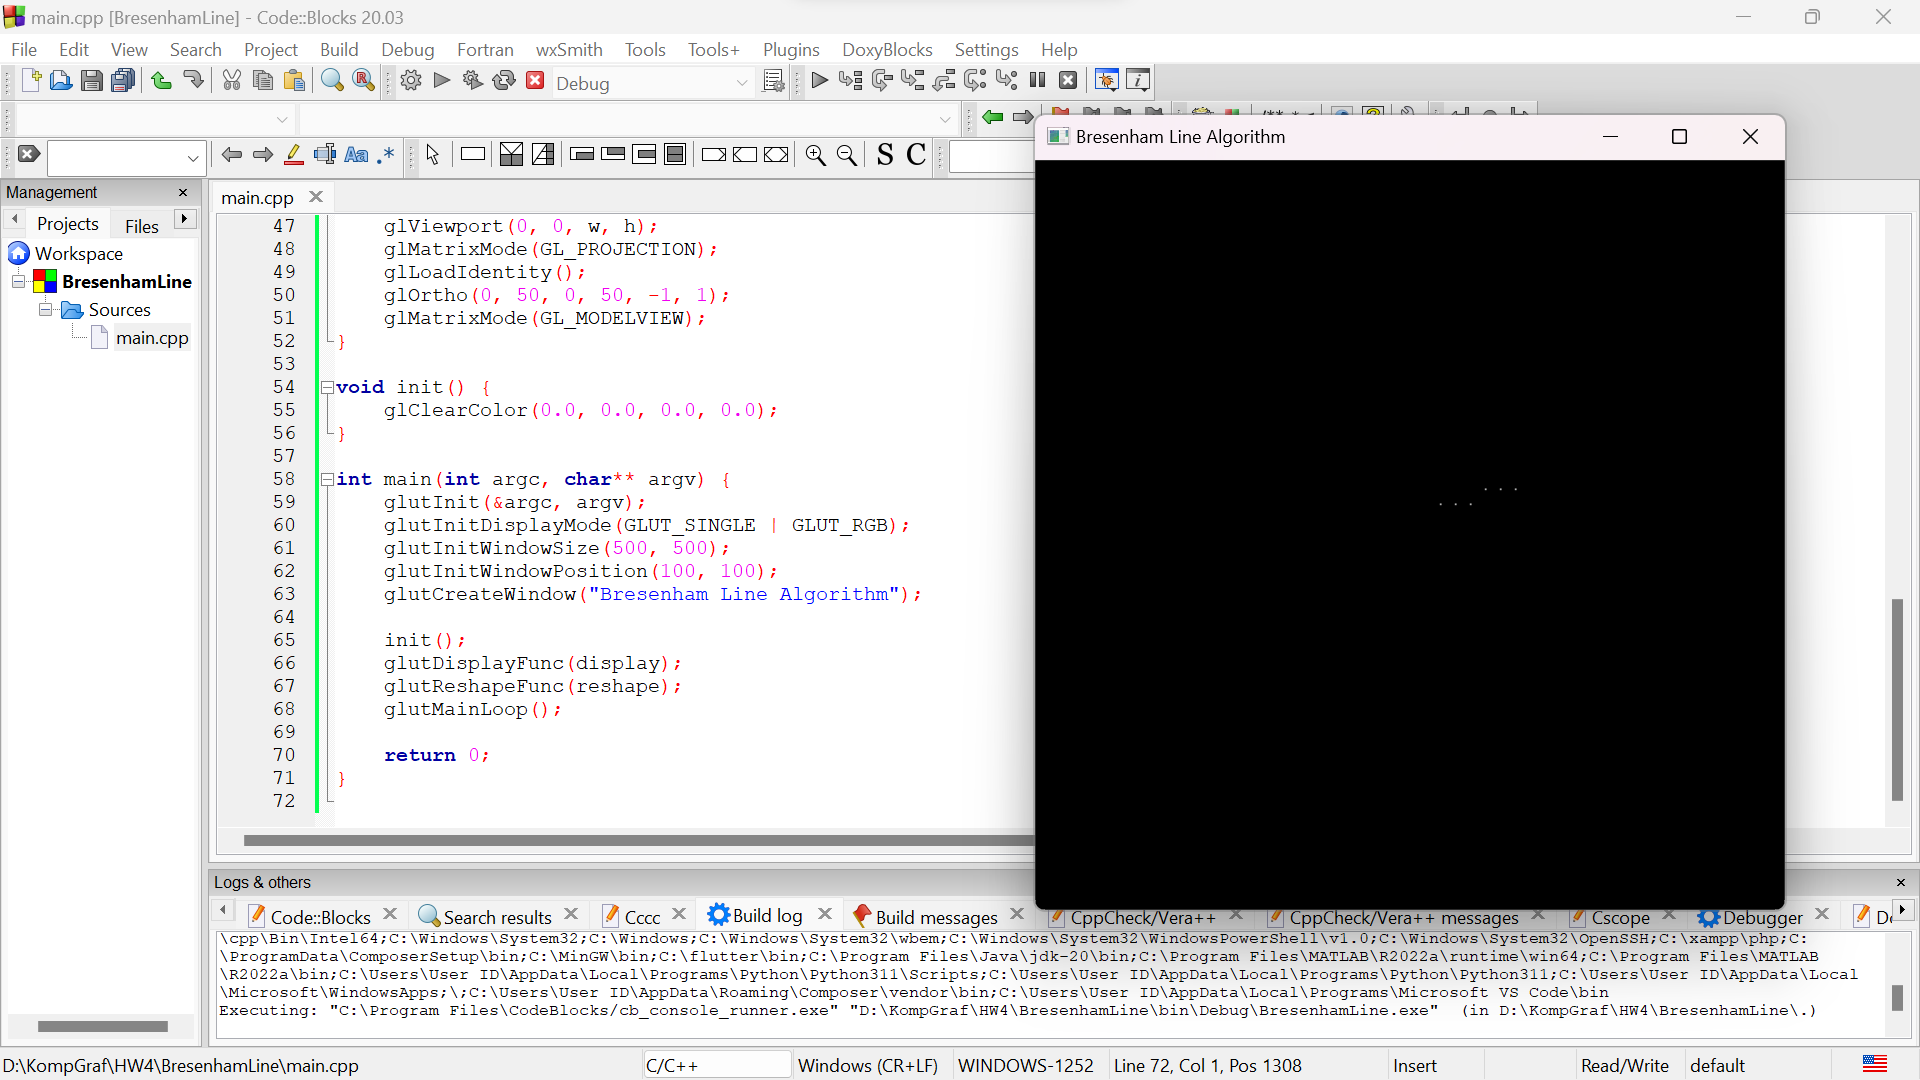 main.cpp [BresenhamLine] - Code::Blocks 20.03
File Edit View Search Project Build Debug Fortran wxSmith Tools Tools+ Plugins DoxyBlocks Settings Help
Debug
S C
Bresenham Line Algorithm
Management
Projects Files
Workspace
BresenhamLine
Sources
main.cpp
main.cpp
47 glViewport(0, 0, w, h);
48 glMatrixMode(GL_PROJECTION);
49 glLoadIdentity();
50 glOrtho(0, 50, 0, 50, -1, 1);
51 glMatrixMode(GL_MODELVIEW);
52 }
53
54 void init() {
55 glClearColor(0.0, 0.0, 0.0, 0.0);
56 }
57
58 int main(int argc, char** argv) {
59 glutInit(&argc, argv);
60 glutInitDisplayMode(GLUT_SINGLE | GLUT_RGB);
61 glutInitWindowSize(500, 500);
62 glutInitWindowPosition(100, 100);
63 glutCreateWindow("Bresenham Line Algorithm");
64
65 init();
66 glutDisplayFunc(display);
67 glutReshapeFunc(reshape);
68 glutMainLoop();
69
70 return 0;
71 }
72
Logs & others
Code::Blocks Search results Cccc Build log Build messages CppCheck/Vera++ CppCheck/Vera++ messages Cscope Debugger
\cpp\Bin\Intel64;C:\Windows\System32;C:\Windows;C:\Windows\System32\wbem;C:\Windows\System32\WindowsPowerShell\v1.0;C:\Windows\System32\OpenSSH;C:\xampp\php;C:
\ProgramData\ComposerSetup\bin;C:\MinGW\bin;C:\flutter\bin;C:\Program Files\Java\jdk-20\bin;C:\Program Files\MATLAB\R2022a\runtime\win64;C:\Program Files\MATLAB
\R2022a\bin;C:\Users\User ID\AppData\Local\Programs\Python\Python311\Scripts;C:\Users\User ID\AppData\Local\Programs\Python\Python311;C:\Users\User ID\AppData\Local
\Microsoft\WindowsApps;\;C:\Users\User ID\AppData\Roaming\Composer\vendor\bin;C:\Users\User ID\AppData\Local\Programs\Microsoft VS Code\bin
Executing: "C:\Program Files\CodeBlocks/cb_console_runner.exe" "D:\KompGraf\HW4\BresenhamLine\bin\Debug\BresenhamLine.exe"  (in D:\KompGraf\HW4\BresenhamLine\.)
D:\KompGraf\HW4\BresenhamLine\main.cpp C/C++ Windows (CR+LF) WINDOWS-1252 Line 72, Col 1, Pos 1308 Insert Read/Write default